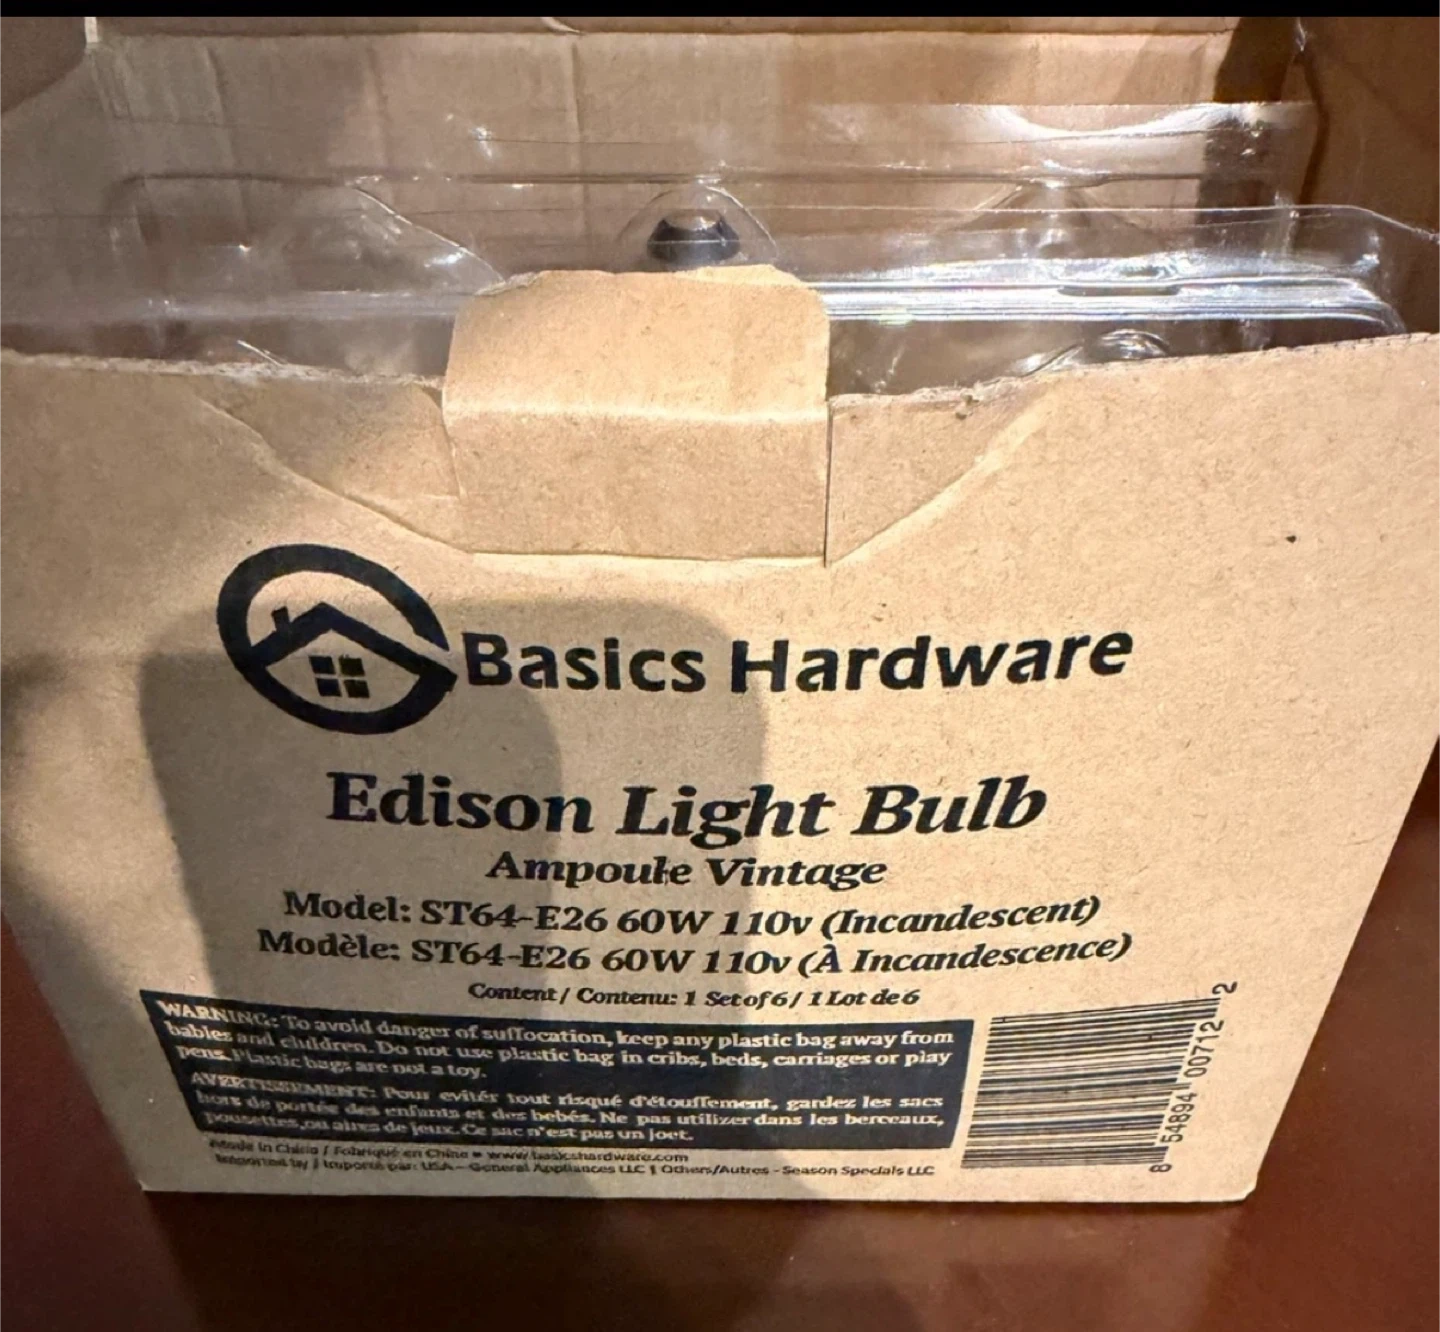 Basics Hardware
Edison Light Bulb
Ampoule Vintage
Model: ST64-E26 60W 110v (Incandescent)
Modèle: ST64-E26 60W 110v (À Incandescence)
Content / Contenu: 1 Set of 6 / 1 Lot de 6
WARNING: To avoid danger of suffocation, keep any plastic bag away from
babies and children. Do not use plastic bag in cribs, beds, carriages or play
pens. Plastic bags are not a toy.
AVERTISSEMENT: Pour evitér tout risqué d'étouffement, gardez les sacs
hors de portée des enfants et des bebés. Ne pas utilizer dans les berceaux,
pousettes, ou aires de jeux. Ce sac n'est pas un joet.
Made in China / Fabriqué en Chine • www.basicshardware.com
Imported by / Importé par: USA - General Appliances LLC | Others/Autres - Season Specials LLC
8 54894 00712 2